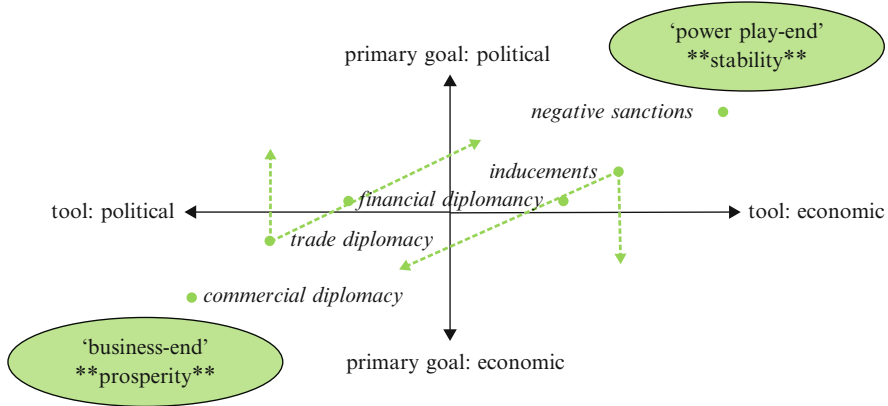 ‘power play-end’
**stability**
primary goal: political
negative sanctions
inducements
financial diplomancy
tool: political
tool: economic
trade diplomacy
commercial diplomacy
‘business-end’
**prosperity**
primary goal: economic